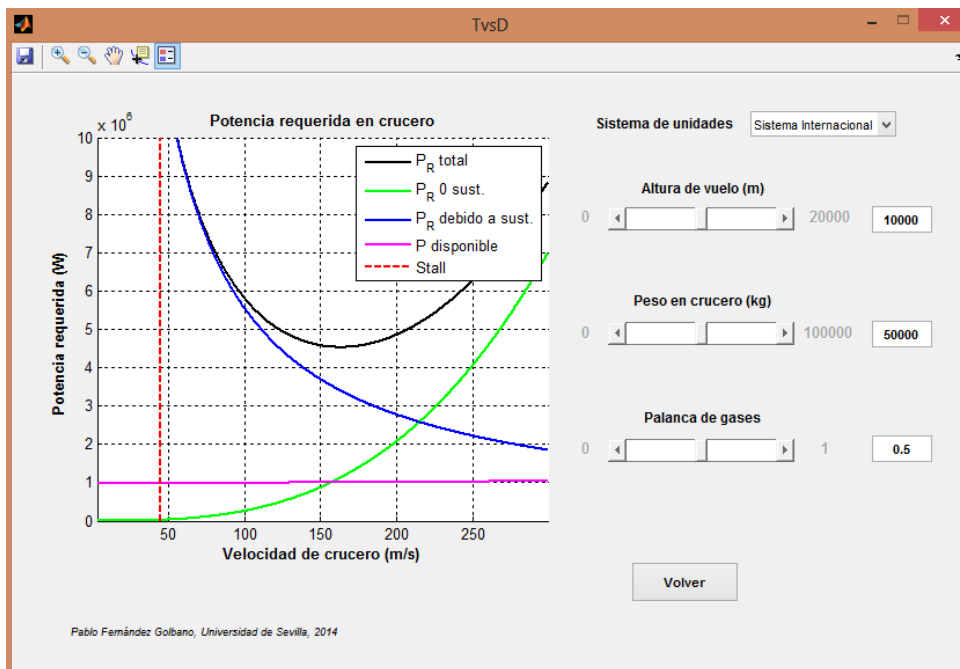 TvsD
Potencia requerida en crucero
x 10^6
10
9
8
7
6
5
4
3
2
1
0
50
100
150
200
250
Potencia requerida (W)
Velocidad de crucero (m/s)
P_R total
P_R 0 sust.
P_R debido a sust.
P disponible
Stall
Sistema de unidades
Sistema Internacional
Altura de vuelo (m)
0
20000
10000
Peso en crucero (kg)
0
100000
50000
Palanca de gases
0
1
0.5
Volver
Pablo Fernández Golbano, Universidad de Sevilla, 2014